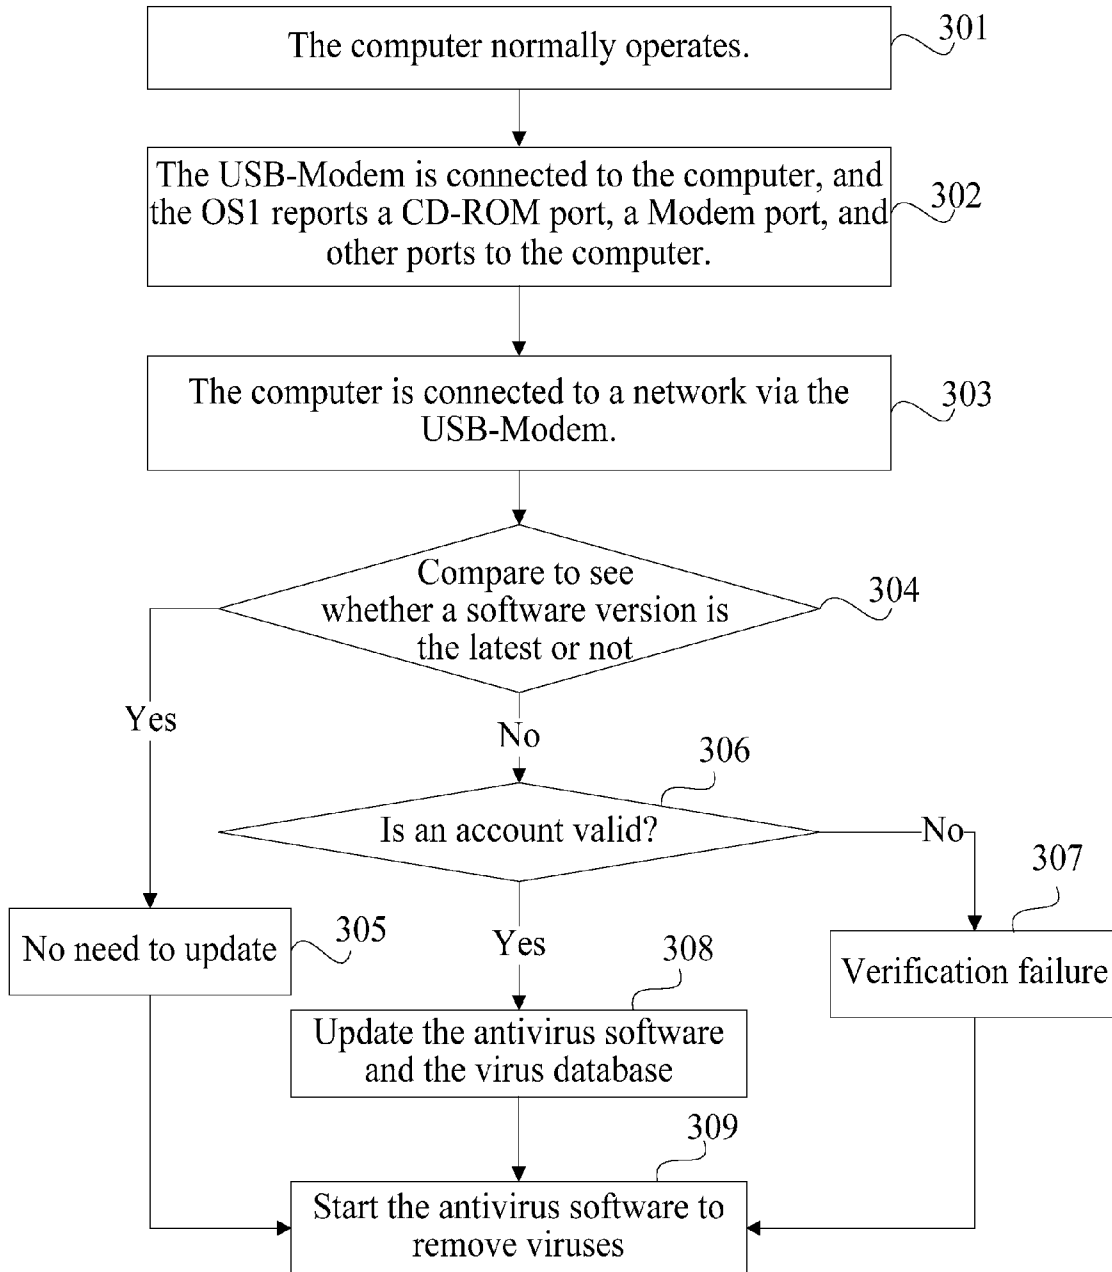 The computer normally operates.
301
The USB-Modem is connected to the computer, and
the OS1 reports a CD-ROM port, a Modem port, and
other ports to the computer.
302
The computer is connected to a network via the
USB-Modem.
303
Compare to see
whether a software version is
the latest or not
304
Yes
No
306
Is an account valid?
No
307
No need to update
305
Yes
308
Verification failure
Update the antivirus software
and the virus database
309
Start the antivirus software to
remove viruses